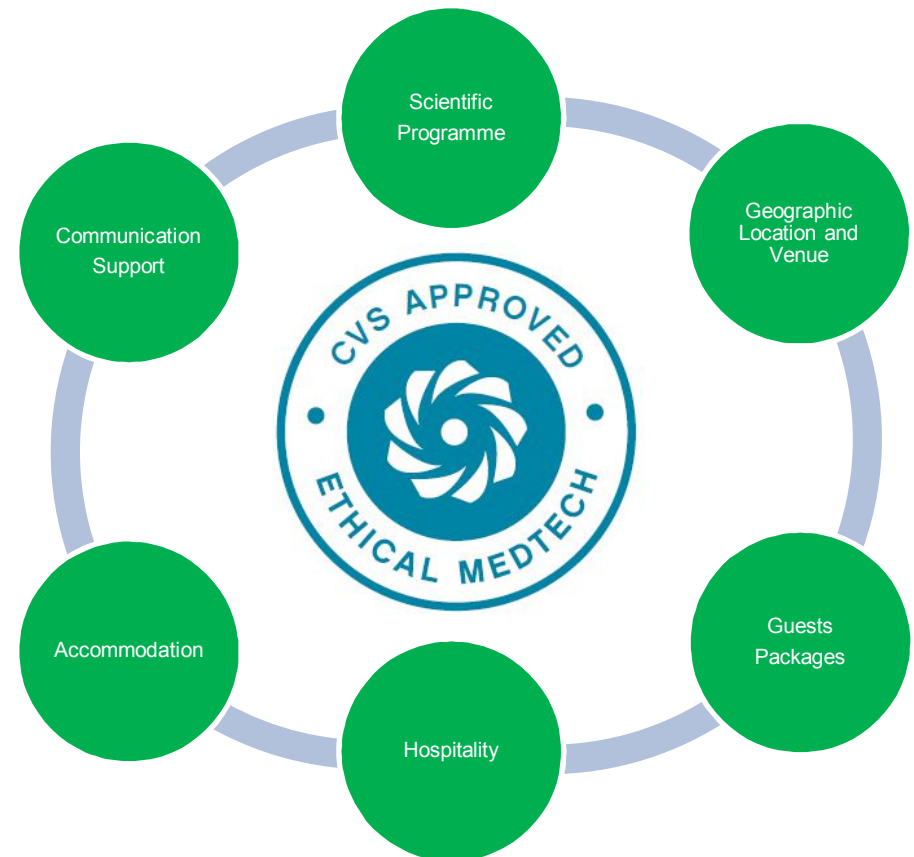 Scientific
Programme
Geographic
Location and
Venue
Communication
Support
CVS APPROVED
ETHICAL MEDTECH
Guests
Packages
Accommodation
Hospitality